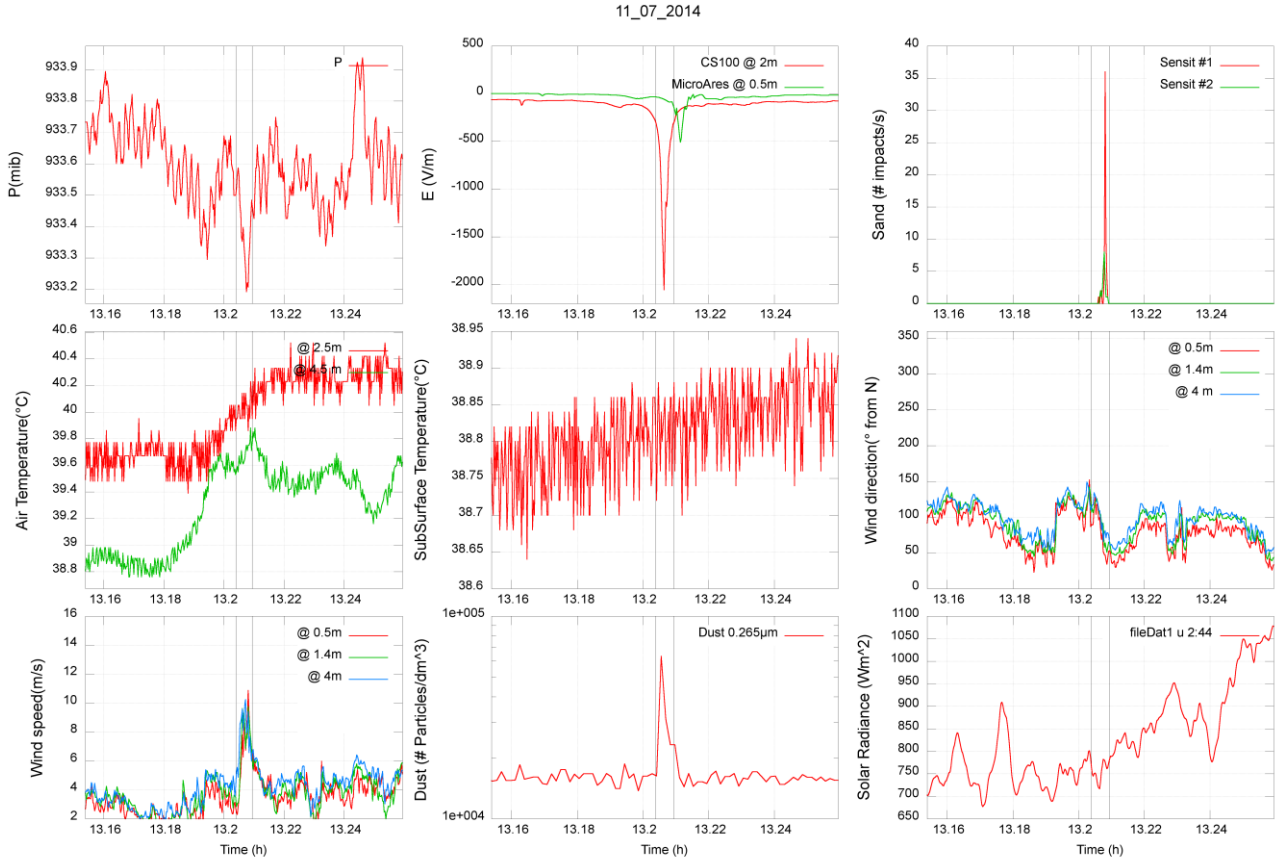 11_07_2014
P(mib)
933.9
933.8
933.7
933.6
933.5
933.4
933.3
933.2
P
13.16 13.18 13.2 13.22 13.24
E (V/m)
500
0
-500
-1000
-1500
-2000
CS100 @ 2m
MicroAres @ 0.5m
13.16 13.18 13.2 13.22 13.24
Sand (# impacts/s)
40
35
30
25
20
15
10
5
0
Sensit #1
Sensit #2
13.16 13.18 13.2 13.22 13.24
Air Temperature(°C)
40.6
40.4
40.2
40
39.8
39.6
39.4
39.2
39
38.8
@ 2.5m
@ 4.5 m
13.16 13.18 13.2 13.22 13.24
SubSurface Temperature(°C)
38.95
38.9
38.85
38.8
38.75
38.7
38.65
38.6
13.16 13.18 13.2 13.22 13.24
Wind direction(° from N)
350
300
250
200
150
100
50
0
@ 0.5m
@ 1.4m
@ 4 m
13.16 13.18 13.2 13.22 13.24
Wind speed(m/s)
16
14
12
10
8
6
4
2
@ 0.5m
@ 1.4m
@ 4m
13.16 13.18 13.2 13.22 13.24
Time (h)
Dust (# Particles/dm^3)
1e+005
1e+004
Dust 0.265µm
13.16 13.18 13.2 13.22 13.24
Time (h)
Solar Radiance (Wm^2)
1100
1050
1000
950
900
850
800
750
700
650
fileDat1 u 2:44
13.16 13.18 13.2 13.22 13.24
Time (h)